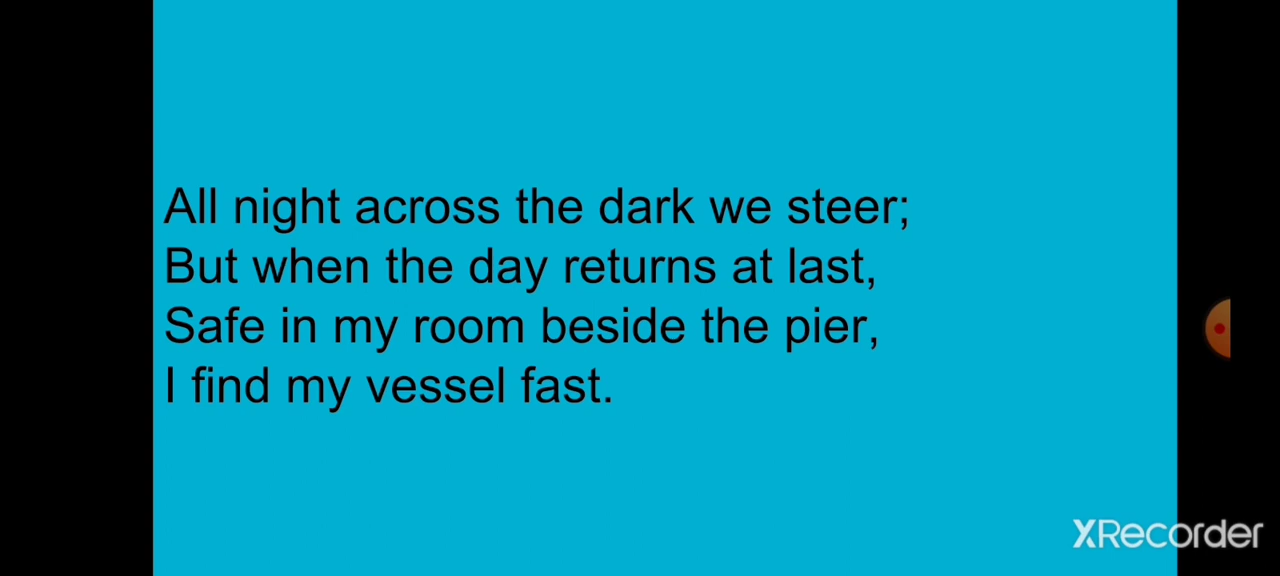 All night across the dark we steer;
But when the day returns at last,
Safe in my room beside the pier,
I find my vessel fast.
XRecorder